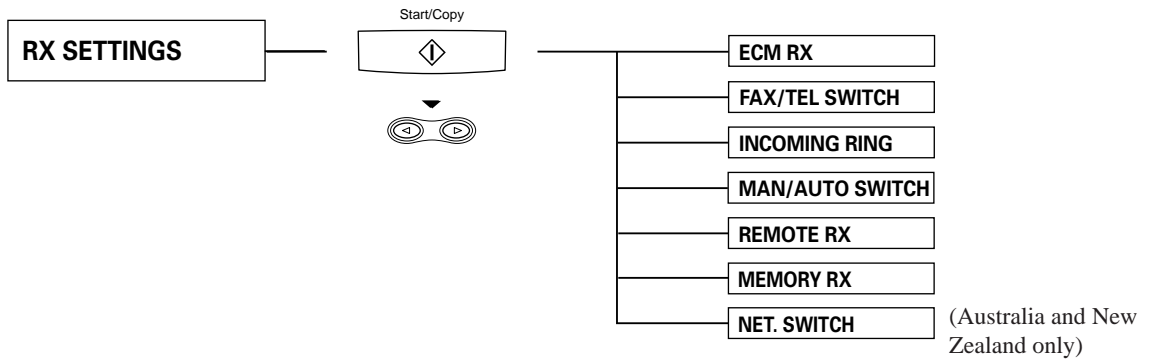 Start/Copy
RX SETTINGS
ECM RX
FAX/TEL SWITCH
INCOMING RING
MAN/AUTO SWITCH
REMOTE RX
MEMORY RX
NET. SWITCH
(Australia and New
Zealand only)